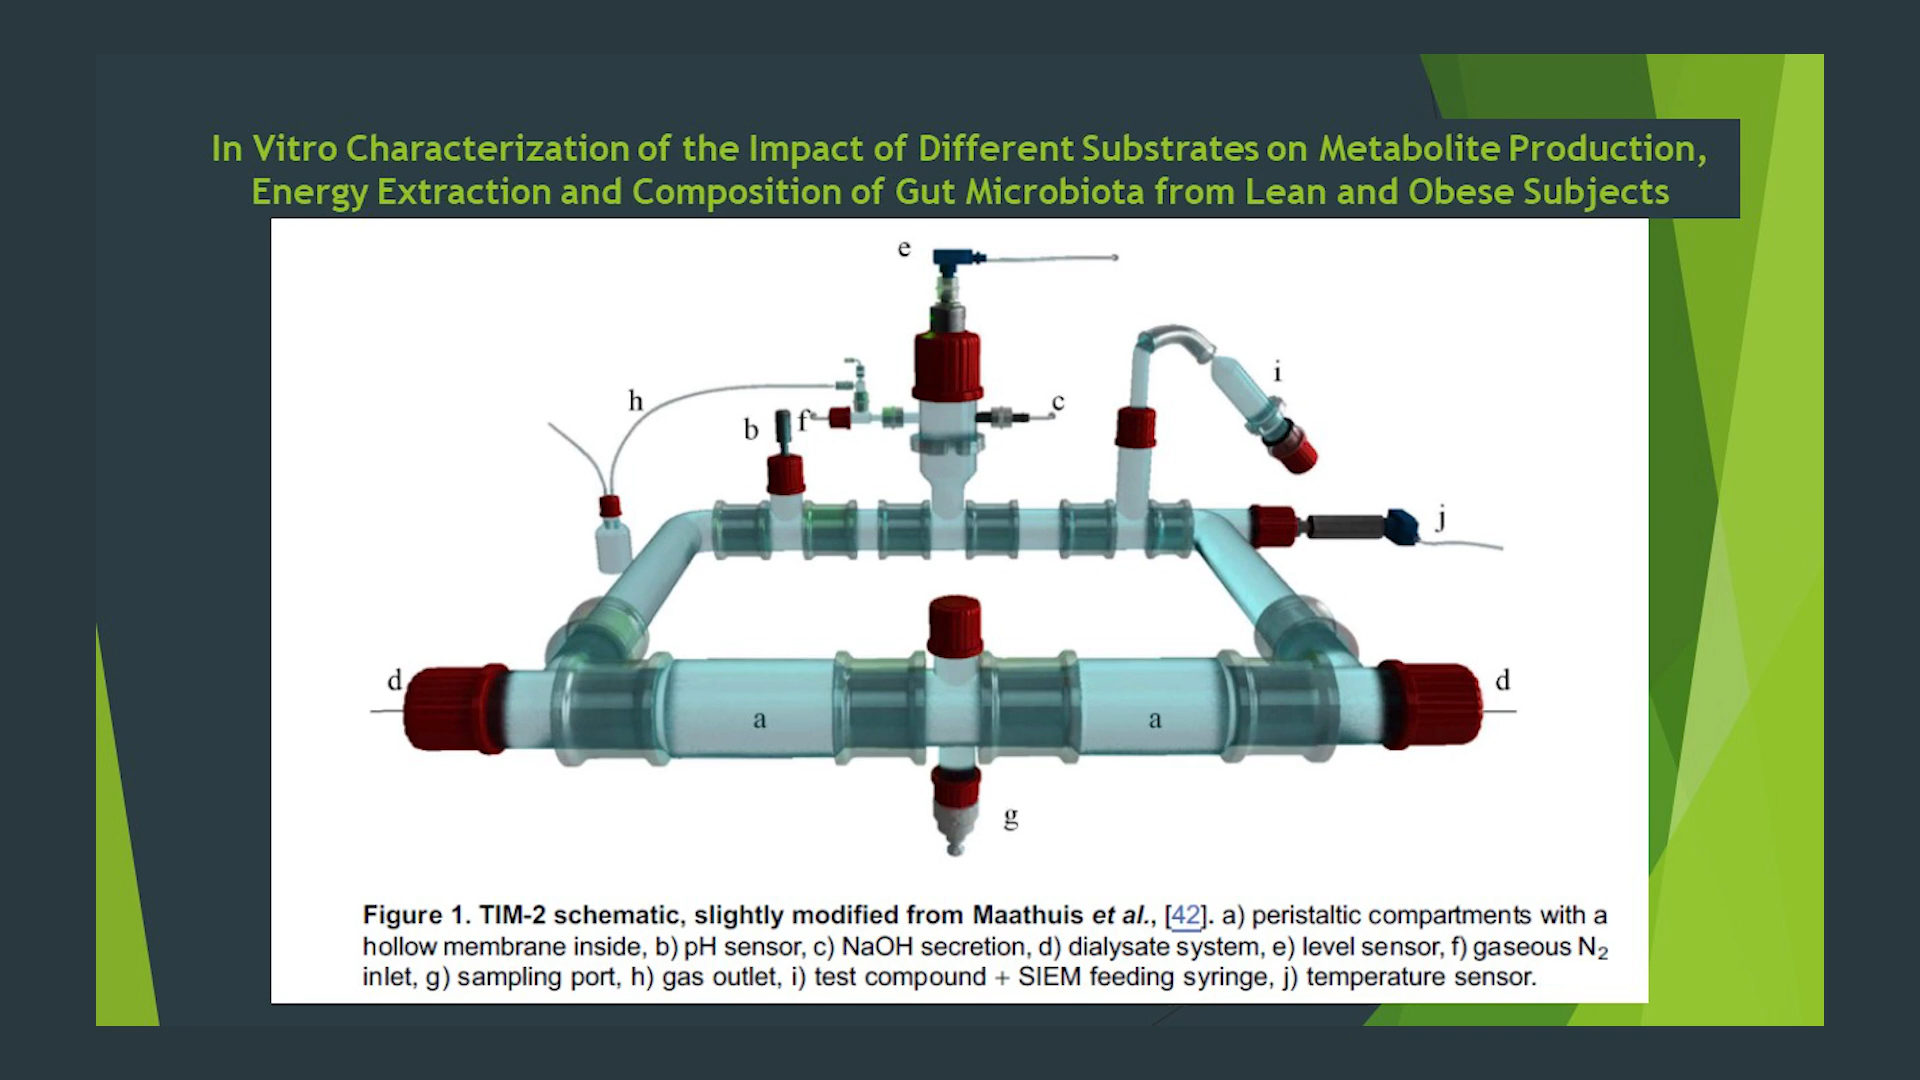 In Vitro Characterization of the Impact of Different Substrates on Metabolite Production,
Energy Extraction and Composition of Gut Microbiota from Lean and Obese Subjects
e
i
h
c
b
f
j
d
d
a
a
g
Figure 1. TIM-2 schematic, slightly modified from Maathuis et al., [42]. a) peristaltic compartments with a
hollow membrane inside, b) pH sensor, c) NaOH secretion, d) dialysate system, e) level sensor, f) gaseous N₂
inlet, g) sampling port, h) gas outlet, i) test compound + SIEM feeding syringe, j) temperature sensor.